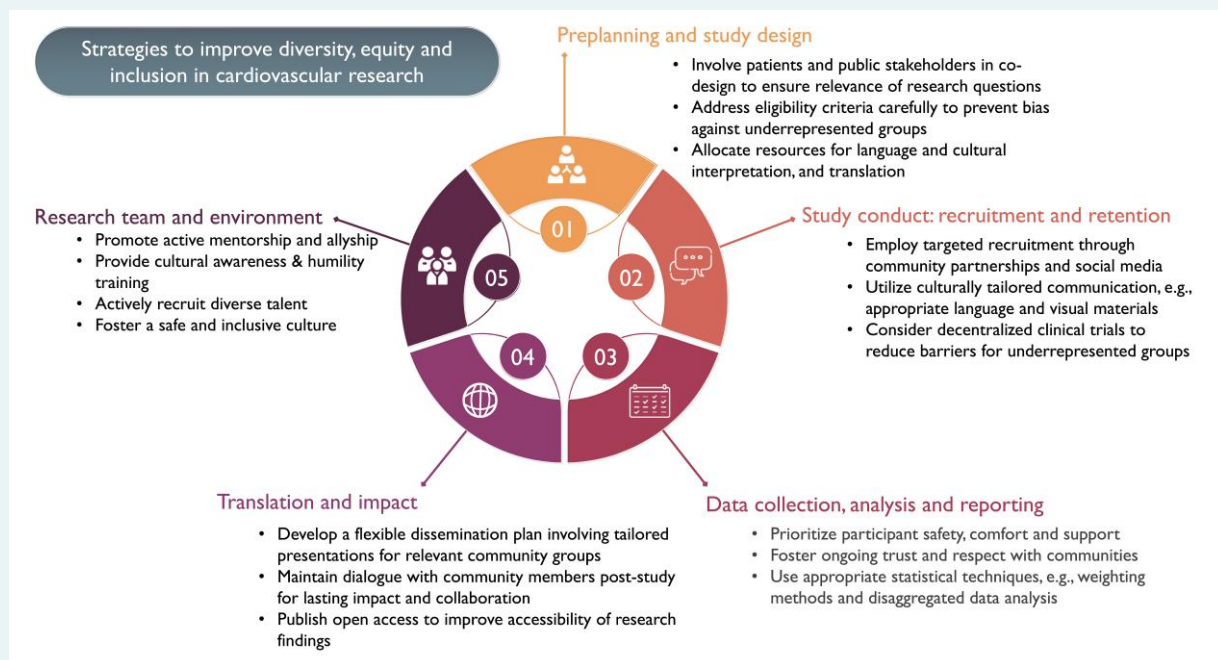 Strategies to improve diversity, equity and
inclusion in cardiovascular research
Preplanning and study design
• Involve patients and public stakeholders in co-
design to ensure relevance of research questions
• Address eligibility criteria carefully to prevent bias
against underrepresented groups
• Allocate resources for language and cultural
interpretation, and translation
01
Study conduct: recruitment and retention
• Employ targeted recruitment through
community partnerships and social media
• Utilize culturally tailored communication, e.g.,
appropriate language and visual materials
• Consider decentralized clinical trials to
reduce barriers for underrepresented groups
02
Data collection, analysis and reporting
• Prioritize participant safety, comfort and support
• Foster ongoing trust and respect with communities
• Use appropriate statistical techniques, e.g., weighting
methods and disaggregated data analysis
03
Translation and impact
• Develop a flexible dissemination plan involving tailored
presentations for relevant community groups
• Maintain dialogue with community members post-study
for lasting impact and collaboration
• Publish open access to improve accessibility of research
findings
04
Research team and environment
• Promote active mentorship and allyship
• Provide cultural awareness & humility
training
• Actively recruit diverse talent
• Foster a safe and inclusive culture
05